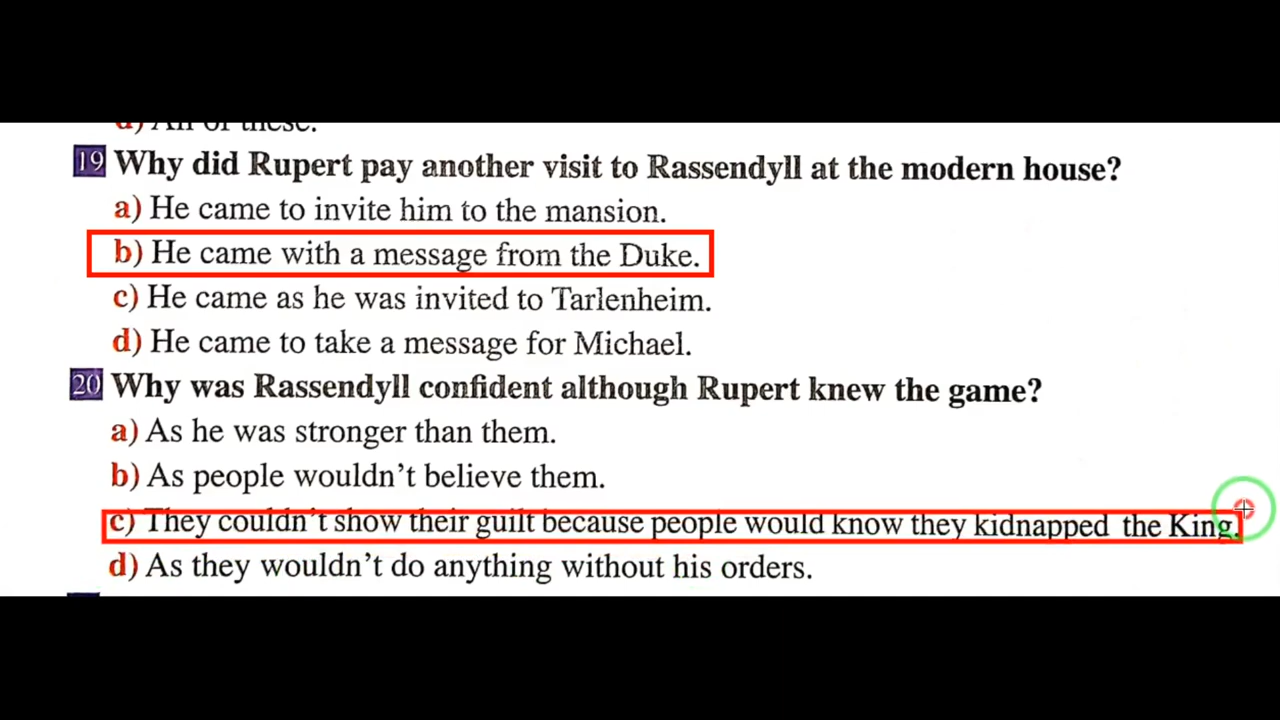 d) All of these.
19 Why did Rupert pay another visit to Rassendyll at the modern house?
a) He came to invite him to the mansion.
b) He came with a message from the Duke.
c) He came as he was invited to Tarlenheim.
d) He came to take a message for Michael.
20 Why was Rassendyll confident although Rupert knew the game?
a) As he was stronger than them.
b) As people wouldn't believe them.
c) They couldn't show their guilt because people would know they kidnapped the King.
d) As they wouldn't do anything without his orders.